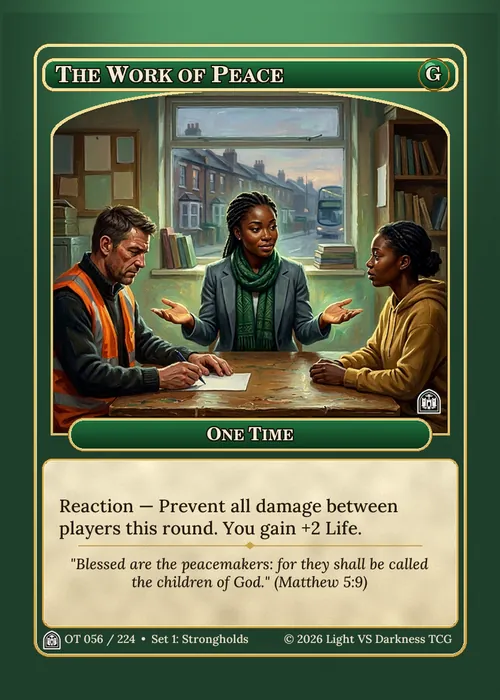 The Work of Peace
G
One Time
Reaction — Prevent all damage between
players this round. You gain +2 Life.
"Blessed are the peacemakers: for they shall be called
the children of God." (Matthew 5:9)
OT 056 / 224 • Set 1: Strongholds
© 2026 Light VS Darkness TCG